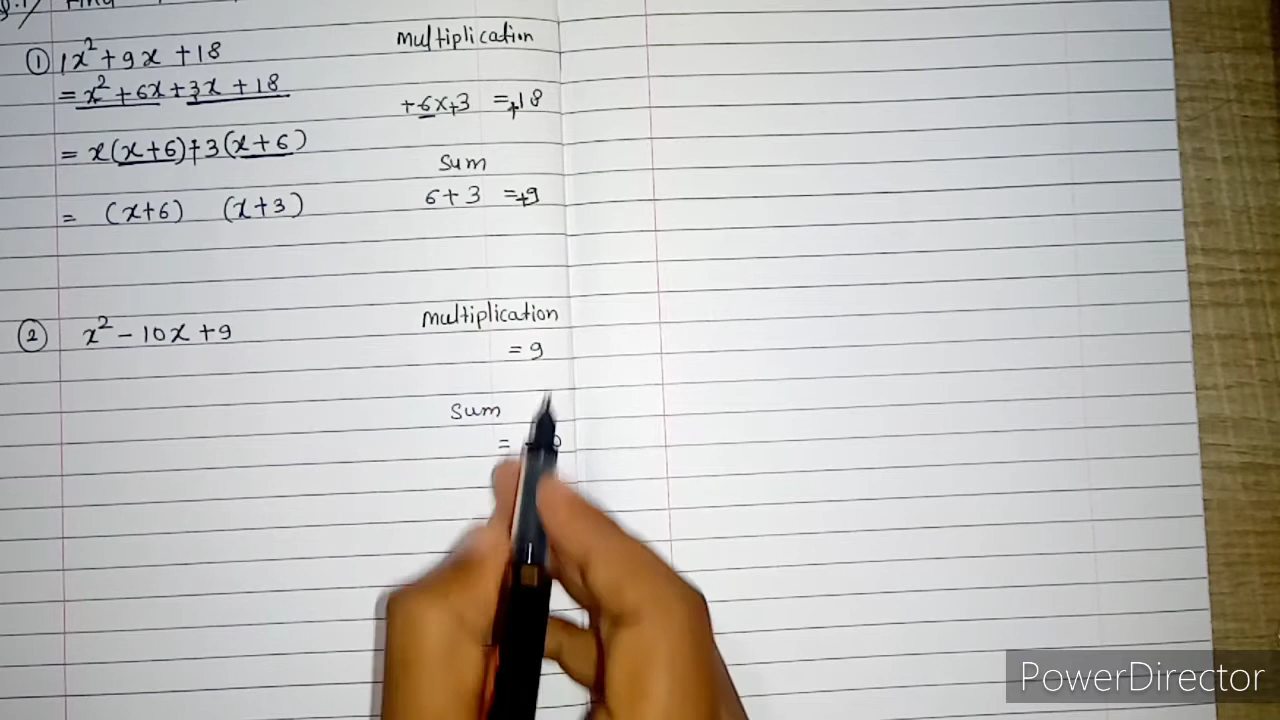 ① 1x² + 9x + 18
= x² + 6x + 3x + 18
= x(x+6) + 3(x+6)
= (x+6) (x+3)
multiplication
+6x+3 = +18
sum
6+3 = +9
② x² - 10x + 9
multiplication
= 9
sum
=
PowerDirector